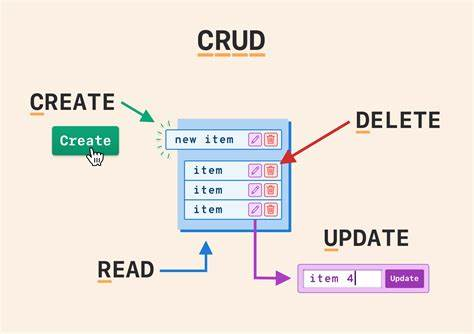 CRUD
CREATE
Create
new item
item
item
item
DELETE
READ
UPDATE
item 4
Update